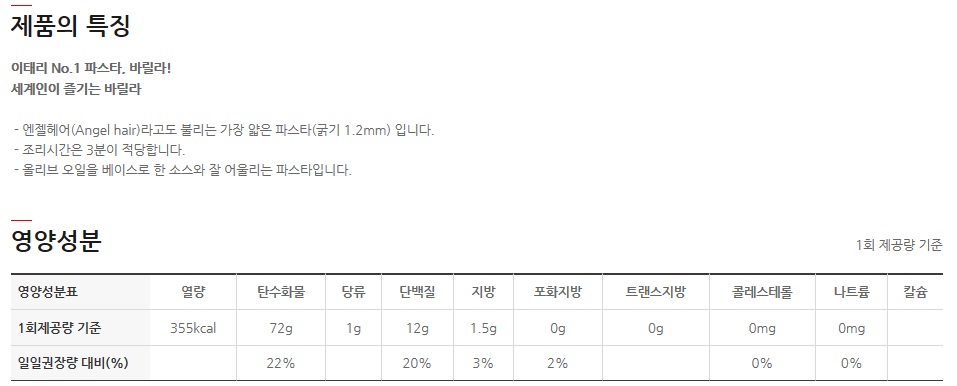 제품의 특징
이태리 No.1 파스타, 바릴라!
세계인이 즐기는 바릴라
- 엔젤헤어(Angel hair)라고도 불리는 가장 얇은 파스타(굵기 1.2mm) 입니다.
- 조리시간은 3분이 적당합니다.
- 올리브 오일을 베이스로 한 소스와 잘 어울리는 파스타입니다.
영양성분
1회 제공량 기준
영양성분표 열량 탄수화물 당류 단백질 지방 포화지방 트랜스지방 콜레스테롤 나트륨 칼슘
1회제공량 기준 355kcal 72g 1g 12g 1.5g 0g 0g 0mg 0mg
일일권장량 대비(%) 22% 20% 3% 2% 0% 0%